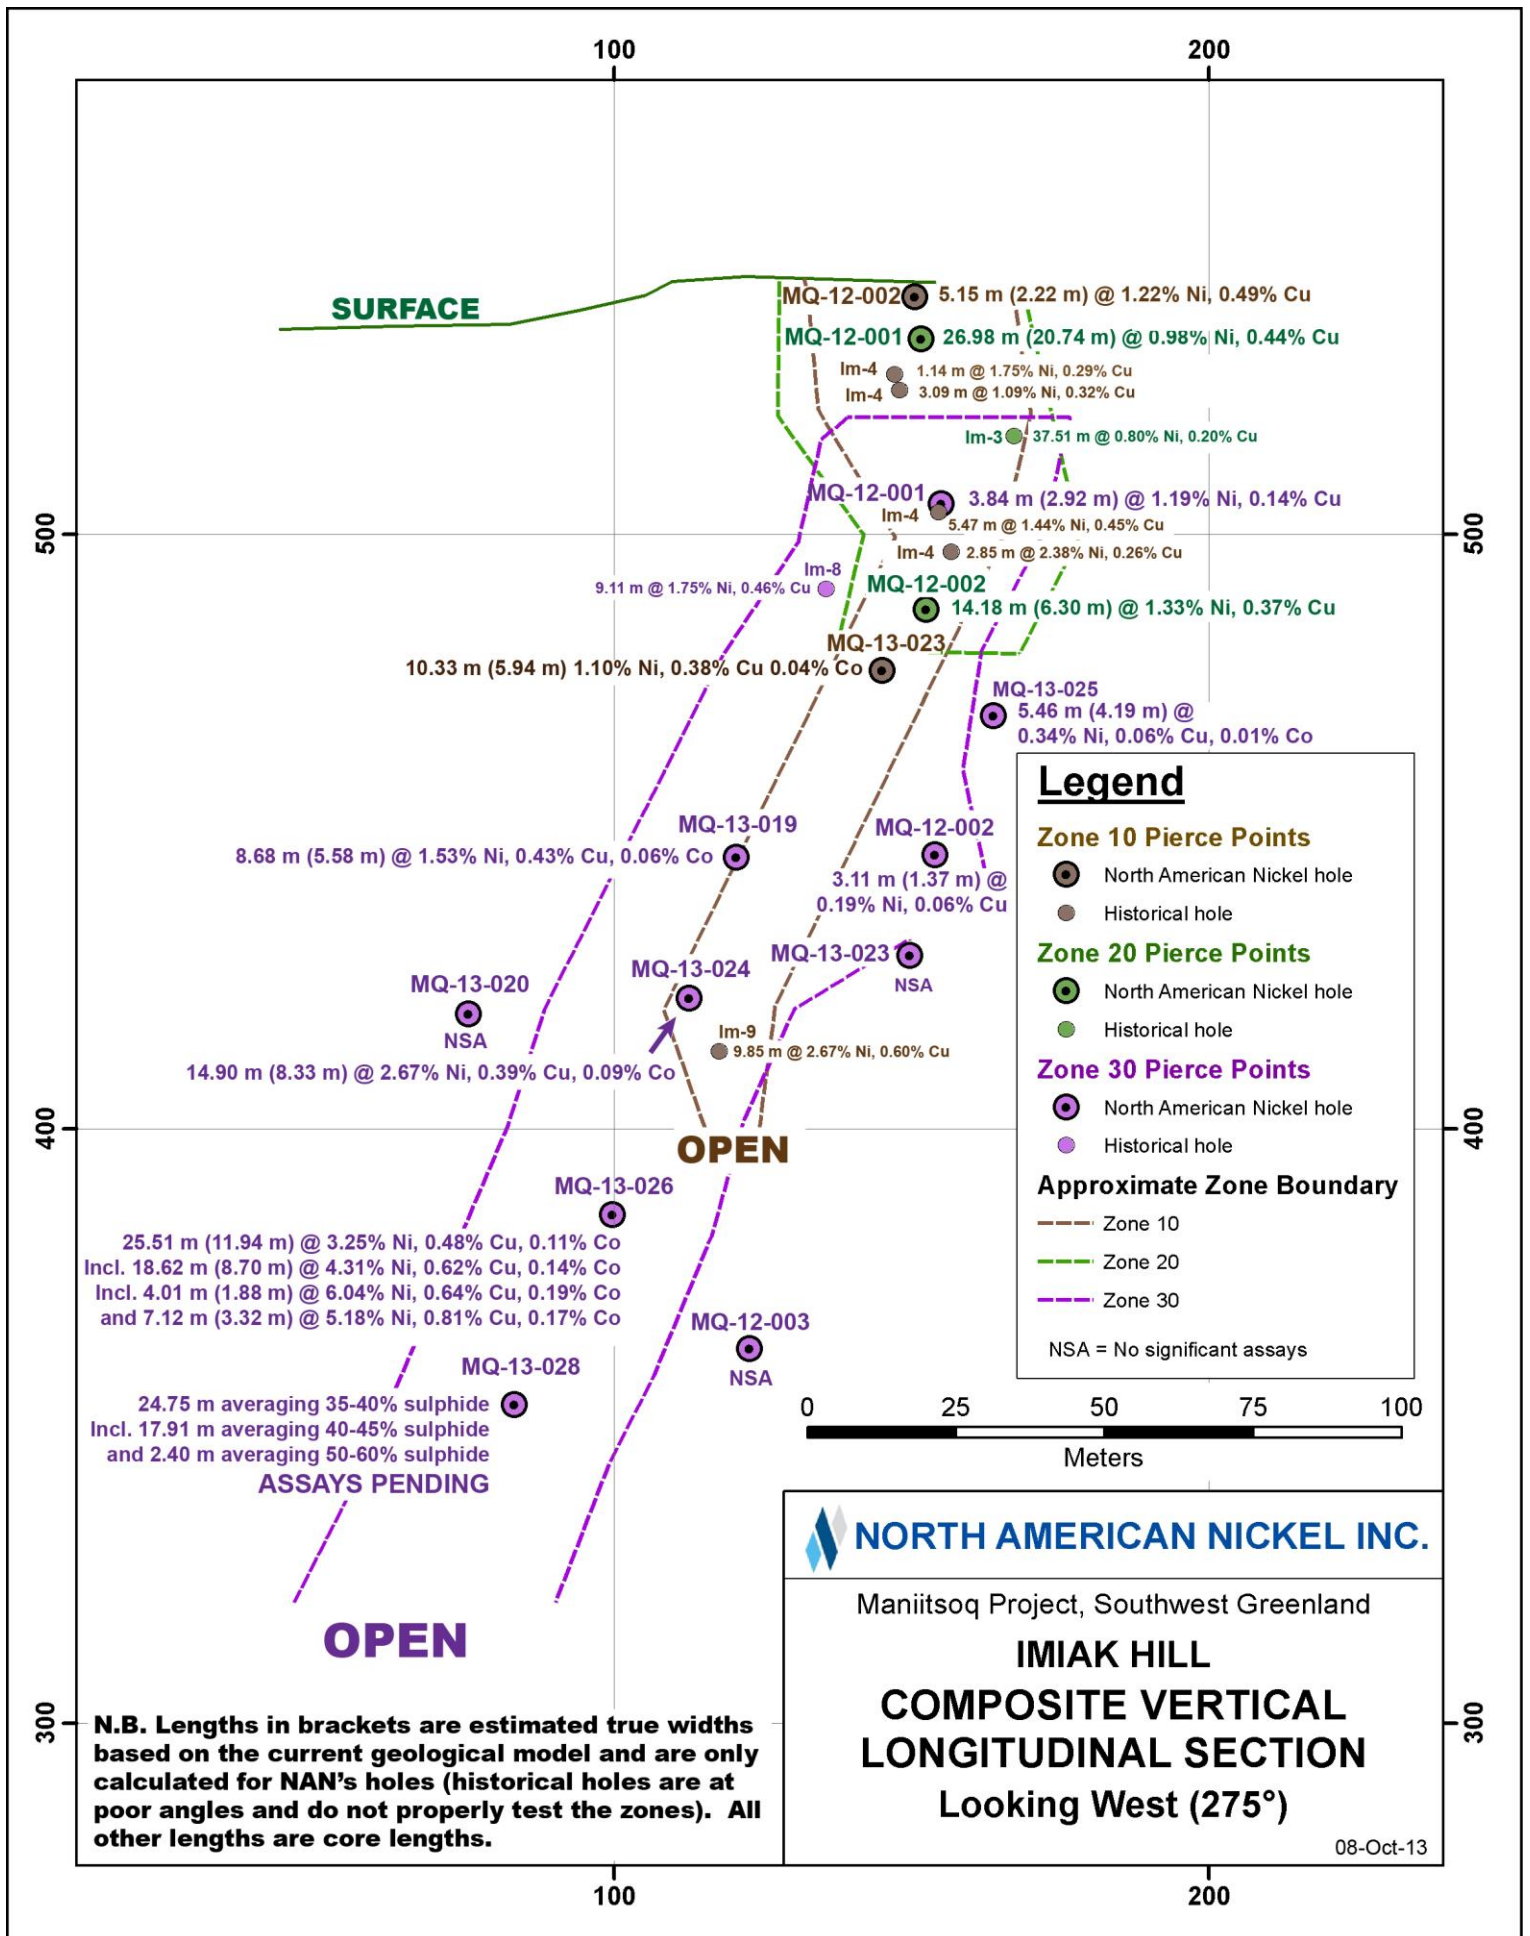 100
200
SURFACE
MQ-12-002
5.15 m (2.22 m) @ 1.22% Ni, 0.49% Cu
MQ-12-001
26.98 m (20.74 m) @ 0.98% Ni, 0.44% Cu
Im-4
1.14 m @ 1.75% Ni, 0.29% Cu
Im-4
3.09 m @ 1.09% Ni, 0.32% Cu
Im-3
37.51 m @ 0.80% Ni, 0.20% Cu
MQ-12-001
3.84 m (2.92 m) @ 1.19% Ni, 0.14% Cu
Im-4
5.47 m @ 1.44% Ni, 0.45% Cu
500
500
Im-4
2.85 m @ 2.38% Ni, 0.26% Cu
Im-8
9.11 m @ 1.75% Ni, 0.46% Cu
MQ-12-002
14.18 m (6.30 m) @ 1.33% Ni, 0.37% Cu
MQ-13-023
10.33 m (5.94 m) 1.10% Ni, 0.38% Cu 0.04% Co
MQ-13-025
5.46 m (4.19 m) @
0.34% Ni, 0.06% Cu, 0.01% Co
MQ-13-019
8.68 m (5.58 m) @ 1.53% Ni, 0.43% Cu, 0.06% Co
MQ-12-002
3.11 m (1.37 m) @
0.19% Ni, 0.06% Cu
MQ-13-023
NSA
MQ-13-024
MQ-13-020
NSA
Im-9
9.85 m @ 2.67% Ni, 0.60% Cu
14.90 m (8.33 m) @ 2.67% Ni, 0.39% Cu, 0.09% Co
400
400
OPEN
MQ-13-026
25.51 m (11.94 m) @ 3.25% Ni, 0.48% Cu, 0.11% Co
Incl. 18.62 m (8.70 m) @ 4.31% Ni, 0.62% Cu, 0.14% Co
Incl. 4.01 m (1.88 m) @ 6.04% Ni, 0.64% Cu, 0.19% Co
and 7.12 m (3.32 m) @ 5.18% Ni, 0.81% Cu, 0.17% Co
MQ-12-003
NSA
MQ-13-028
24.75 m averaging 35-40% sulphide
Incl. 17.91 m averaging 40-45% sulphide
and 2.40 m averaging 50-60% sulphide
ASSAYS PENDING
OPEN
Legend
Zone 10 Pierce Points
North American Nickel hole
Historical hole
Zone 20 Pierce Points
North American Nickel hole
Historical hole
Zone 30 Pierce Points
North American Nickel hole
Historical hole
Approximate Zone Boundary
Zone 10
Zone 20
Zone 30
NSA = No significant assays
0 25 50 75 100
Meters
NORTH AMERICAN NICKEL INC.
Maniitsoq Project, Southwest Greenland
IMIAK HILL
COMPOSITE VERTICAL
LONGITUDINAL SECTION
Looking West (275°)
08-Oct-13
300
300
N.B. Lengths in brackets are estimated true widths
based on the current geological model and are only
calculated for NAN's holes (historical holes are at
poor angles and do not properly test the zones).  All
other lengths are core lengths.
100
200